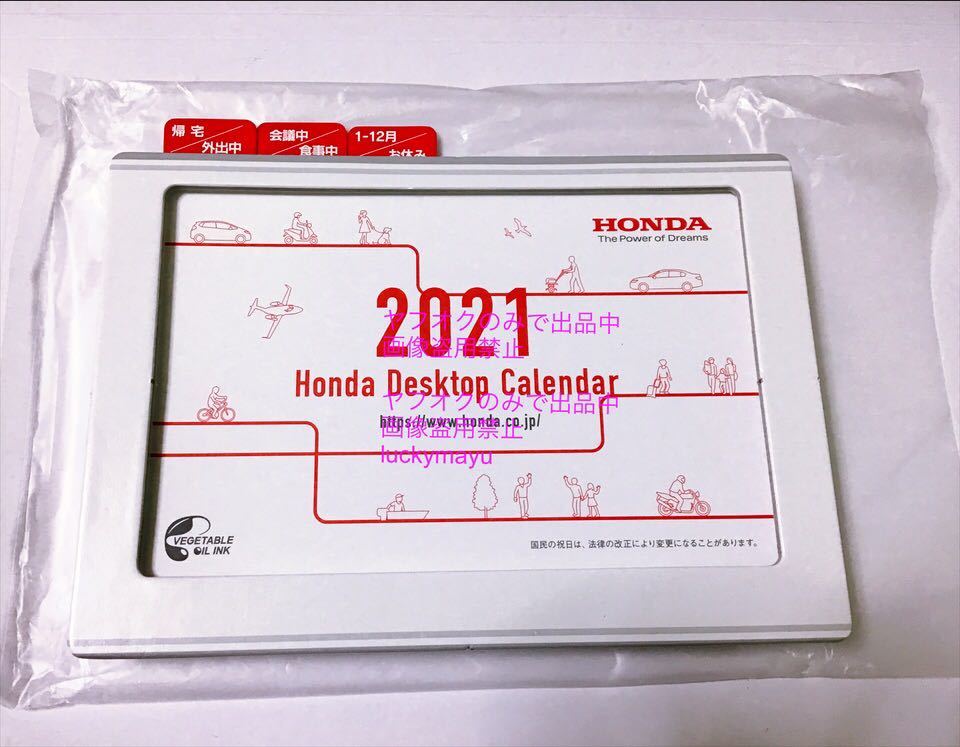 帰宅
外出中
会議中
食事中
1-12月
お休み
HONDA
The Power of Dreams
2021
ヤフオクのみで出品中
画像盗用禁止
Honda Desktop Calendar
ヤフオクのみで出品中
https://www.honda.co.jp/
画像盗用禁止
luckymayu
VEGETABLE
OIL INK
国民の祝日は、法律の改正により変更になることがあります。